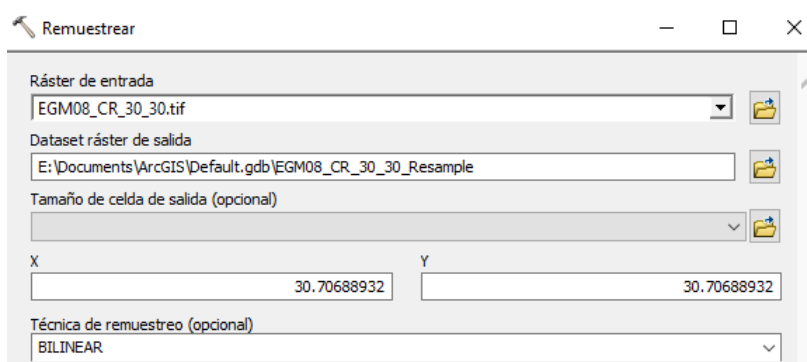 Remuestrear
Ráster de entrada
EGM08_CR_30_30.tif
Dataset ráster de salida
E:\Documents\ArcGIS\Default.gdb\EGM08_CR_30_30_Resample
Tamaño de celda de salida (opcional)
X Y
30.70688932 30.70688932
Técnica de remuestreo (opcional)
BILINEAR